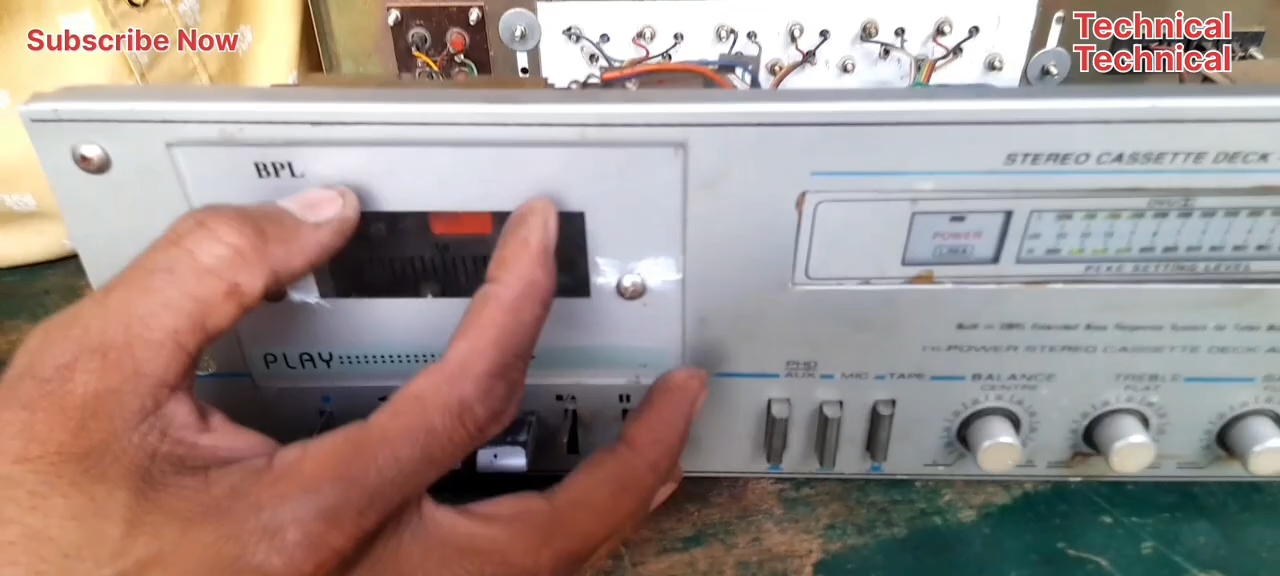 Subscribe Now
Technical
Technical
BPL
STEREO CASSETTE DECK
POWER
PEAK SETTING LEVEL
HI-POWER STEREO CASSETTE DECK A
PLAY
PHO
AUX MIC TAPE
BALANCE
CENTRE
TREBLE
FLAT